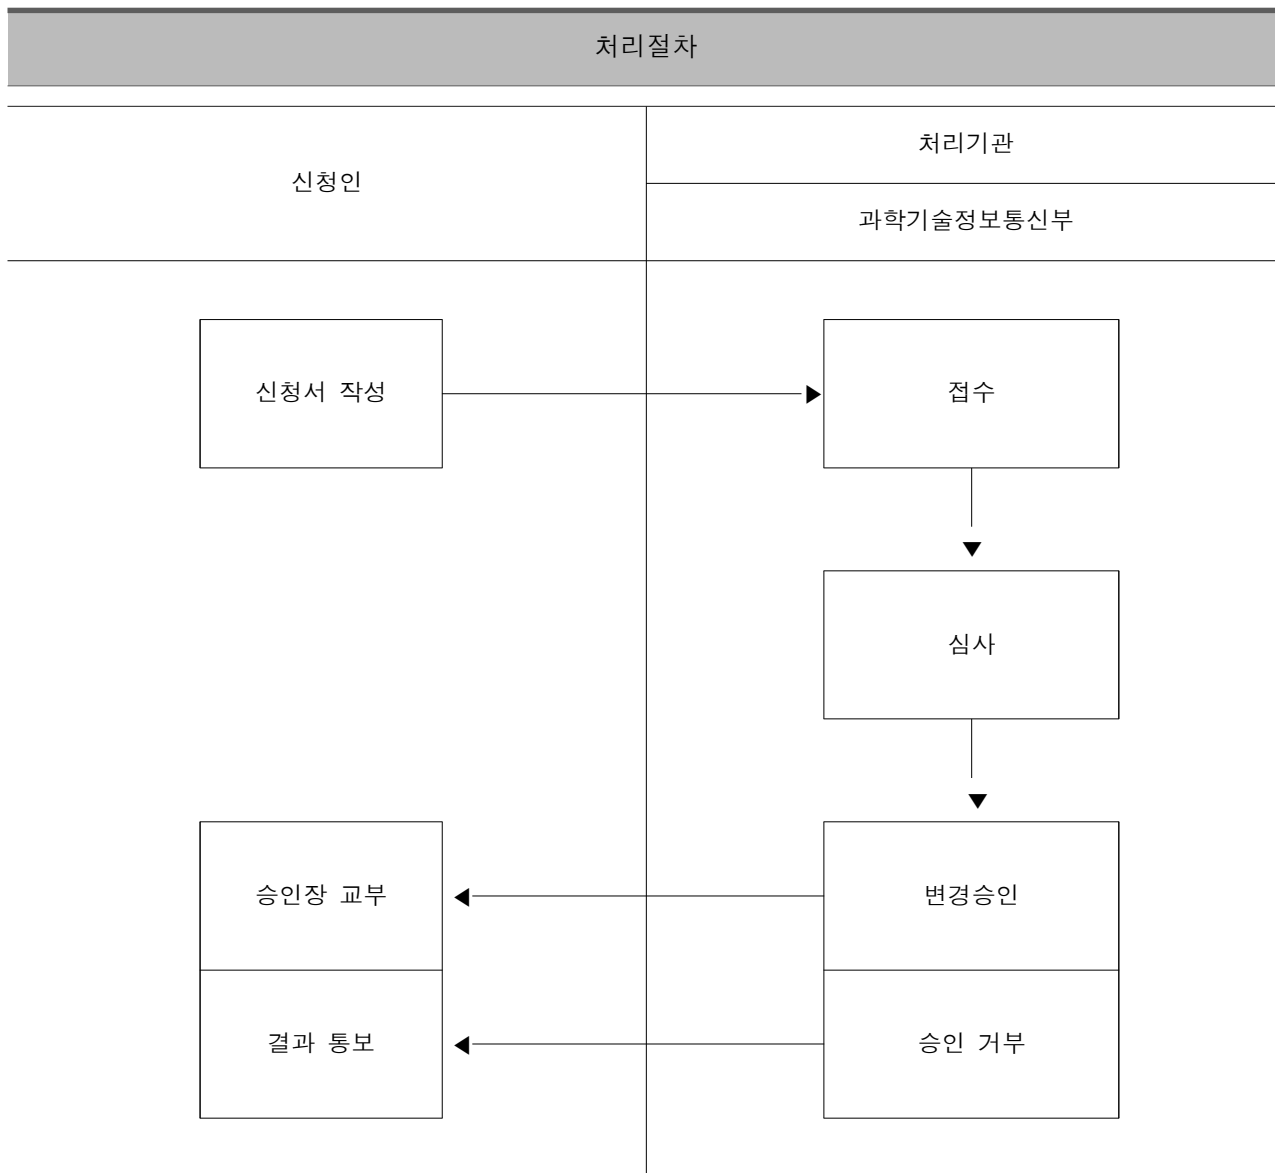 처리절차
신청인
처리기관
과학기술정보통신부
신청서 작성
접수
심사
승인장 교부
변경승인
결과 통보
승인 거부